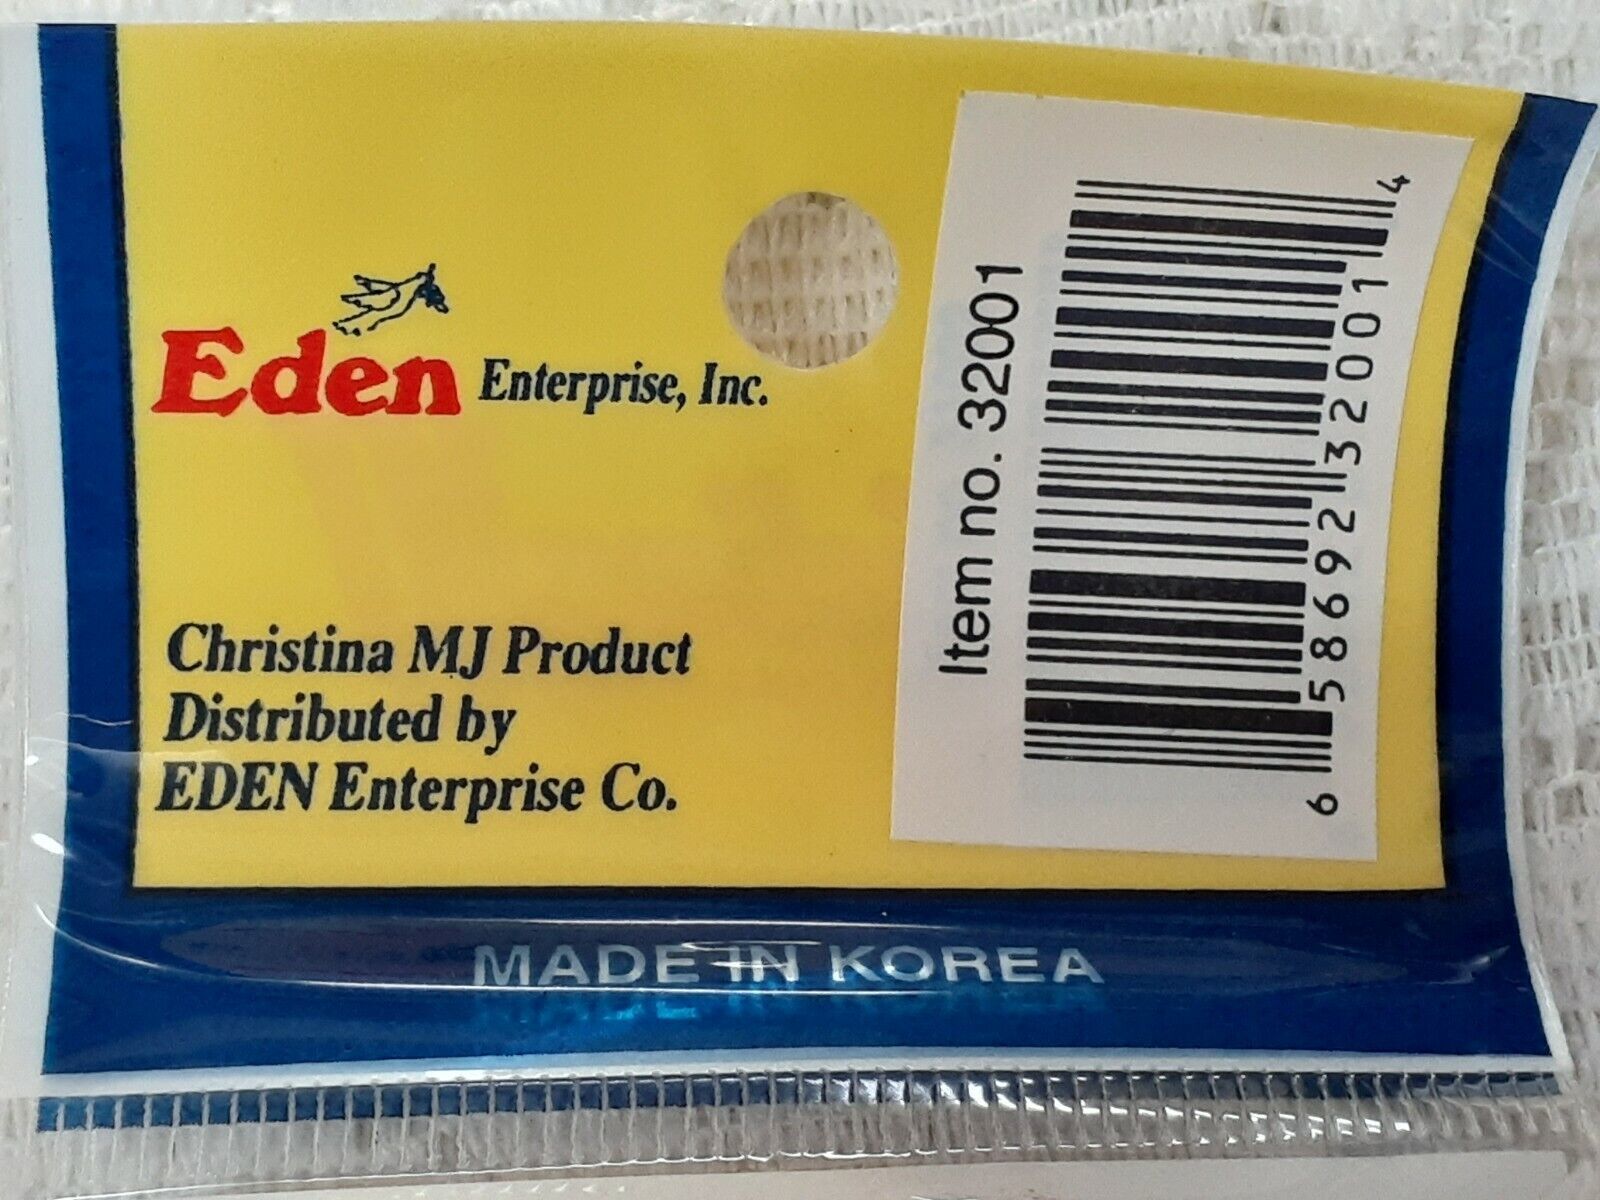 Eden Enterprise, Inc.
Christina MJ Product
Distributed by
EDEN Enterprise Co.
Item no. 32001
6 58692 32001 4
MADE IN KOREA